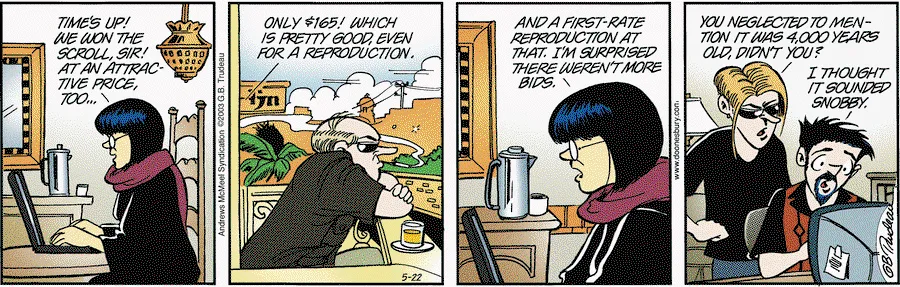 TIME'S UP!
WE WON THE
SCROLL, SIR!
AT AN ATTRAC-
TIVE PRICE,
TOO...
Andrews McMeel Syndication ©2003 G.B. Trudeau
ONLY $165! WHICH
IS PRETTY GOOD, EVEN
FOR A REPRODUCTION.
5-22
AND A FIRST-RATE
REPRODUCTION AT
THAT. I'M SURPRISED
THERE WEREN'T MORE
BIDS.
www.doonesbury.com
YOU NEGLECTED TO MEN-
TION IT WAS 4,000 YEARS
OLD, DIDN'T YOU?
I THOUGHT
IT SOUNDED
SNOBBY.
GBTrudeau